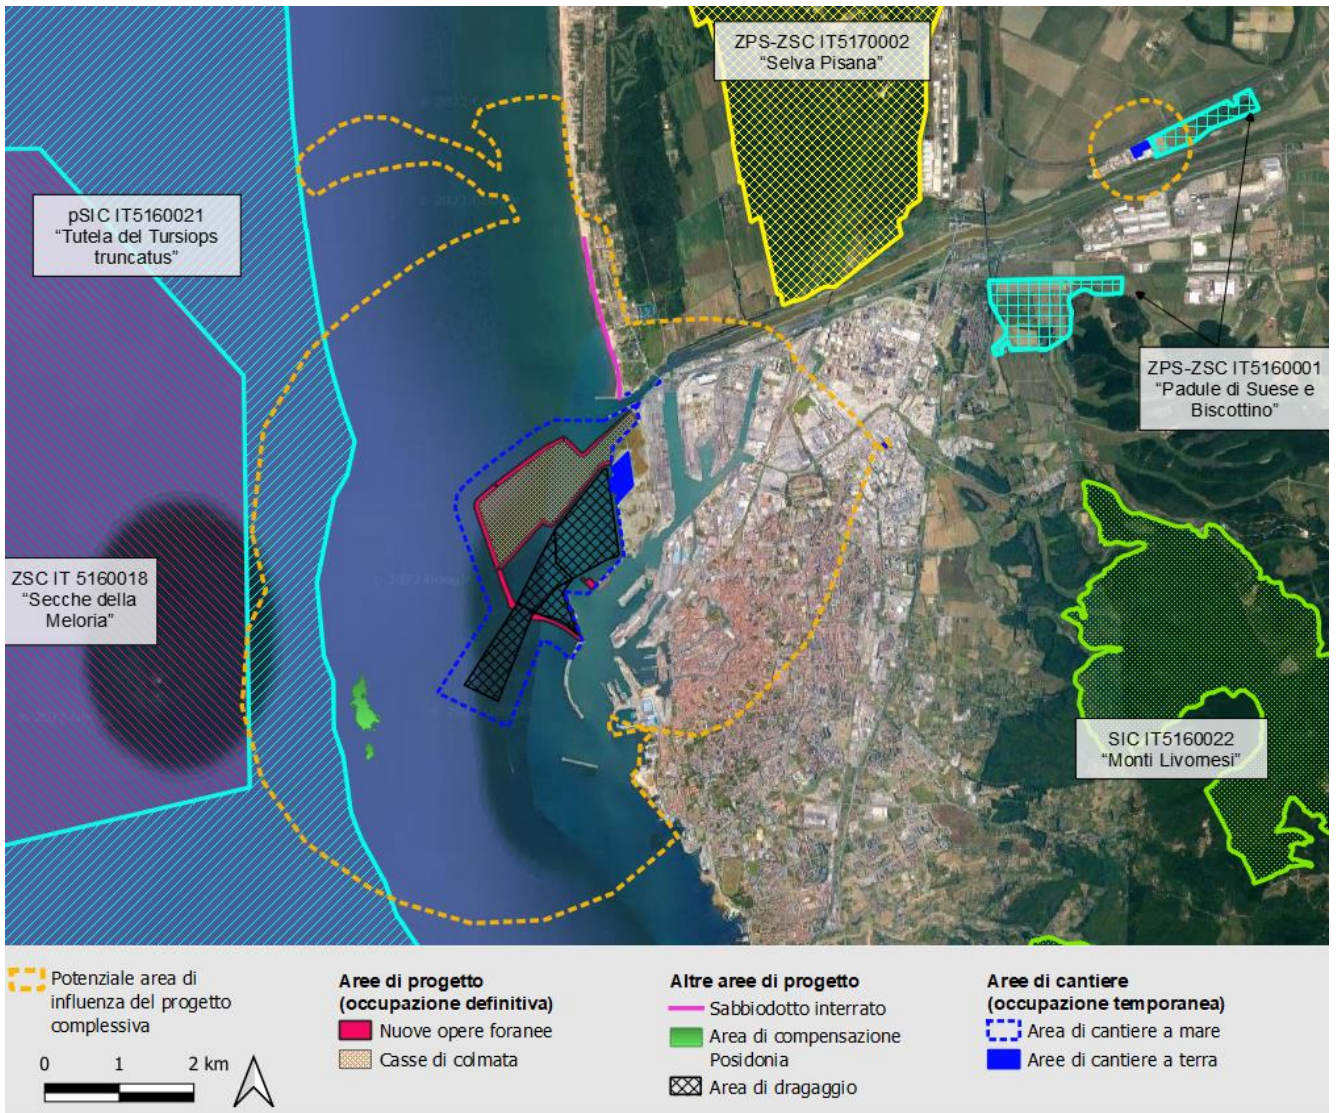 ZPS-ZSC IT5170002
“Selva Pisana”
pSIC IT5160021
“Tutela del Tursiops
truncatus”
ZPS-ZSC IT5160001
“Padule di Suese e
Biscottino”
ZSC IT 5160018
“Secche della
Meloria”
SIC IT5160022
“Monti Livornesi”
Potenziale area di
influenza del progetto
complessiva
0 1 2 km
Aree di progetto
(occupazione definitiva)
Nuove opere foranee
Casse di colmata
Altre aree di progetto
Sabbiodotto interrato
Area di compensazione
Posidonia
Area di dragaggio
Aree di cantiere
(occupazione temporanea)
Area di cantiere a mare
Aree di cantiere a terra